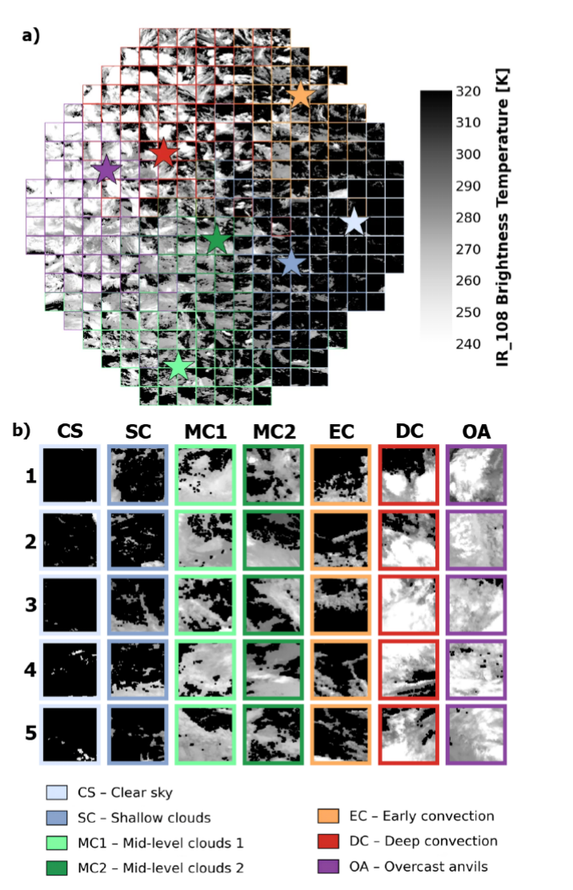 a)
320
310
300
290
280
270
260
250
240
IR_108 Brightness Temperature [K]
b)
CS SC MC1 MC2 EC DC OA
1
2
3
4
5
CS – Clear sky
SC – Shallow clouds
MC1 – Mid-level clouds 1
MC2 – Mid-level clouds 2
EC – Early convection
DC – Deep convection
OA – Overcast anvils